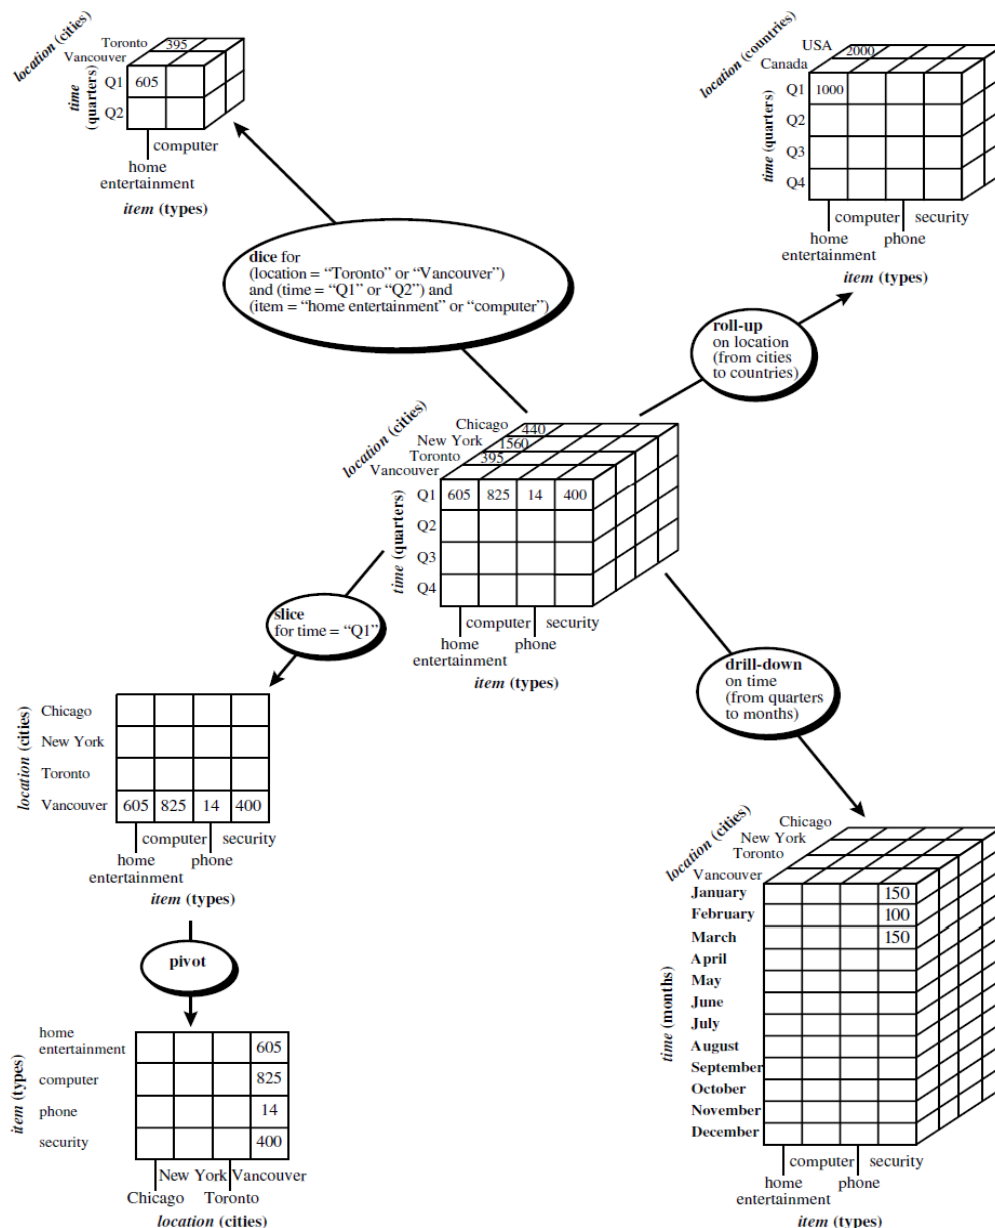 location (cities)
Toronto 395
Vancouver
time (quarters)
Q1 605
Q2
computer
home
entertainment
item (types)
location (countries)
USA 2000
Canada
time (quarters)
Q1 1000
Q2
Q3
Q4
computer security
home phone
entertainment
item (types)
dice for
(location = “Toronto” or “Vancouver”)
and (time = “Q1” or “Q2”) and
(item = “home entertainment” or “computer”)
roll-up
on location
(from cities
to countries)
location (cities)
Chicago 440
New York 1560
Toronto 395
Vancouver
time (quarters)
Q1 605 825 14 400
Q2
Q3
Q4
computer security
home phone
entertainment
item (types)
slice
for time = “Q1”
drill-down
on time
(from quarters
to months)
location (cities)
Chicago
New York
Toronto
Vancouver 605 825 14 400
computer security
home phone
entertainment
item (types)
pivot
item (types)
home
entertainment 605
computer 825
phone 14
security 400
New York Vancouver
Chicago Toronto
location (cities)
location (cities)
Chicago
New York
Toronto
Vancouver
time (months)
January 150
February 100
March 150
April
May
June
July
August
September
October
November
December
computer security
home phone
entertainment
item (types)